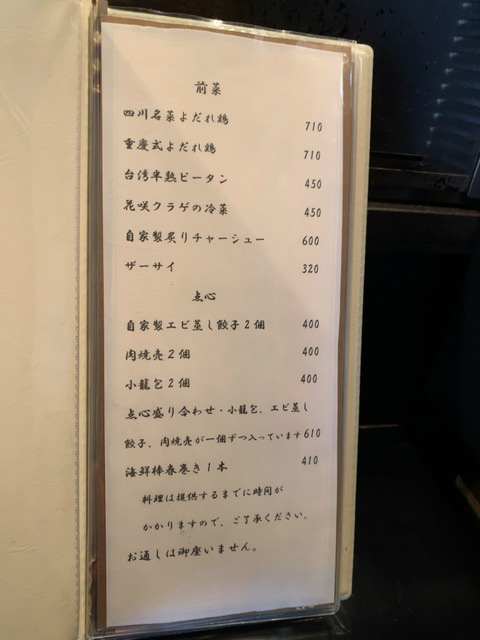 前菜
四川名菜よだれ鶏 710
重慶式よだれ鶏 710
台湾半熟ピータン 450
花咲クラゲの冷菜 450
自家製炙りチャーシュー 600
ザーサイ 320
点心
自家製エビ蒸し餃子2個 400
肉焼売2個 400
小龍包2個 400
点心盛り合わせ・小龍包、エビ蒸し
餃子、肉焼売が一個ずつ入っています 610
海鮮棒春巻き1本 410
料理は提供するまでに時間が
かかりますので、ご了承ください。
お通しは御座いません。